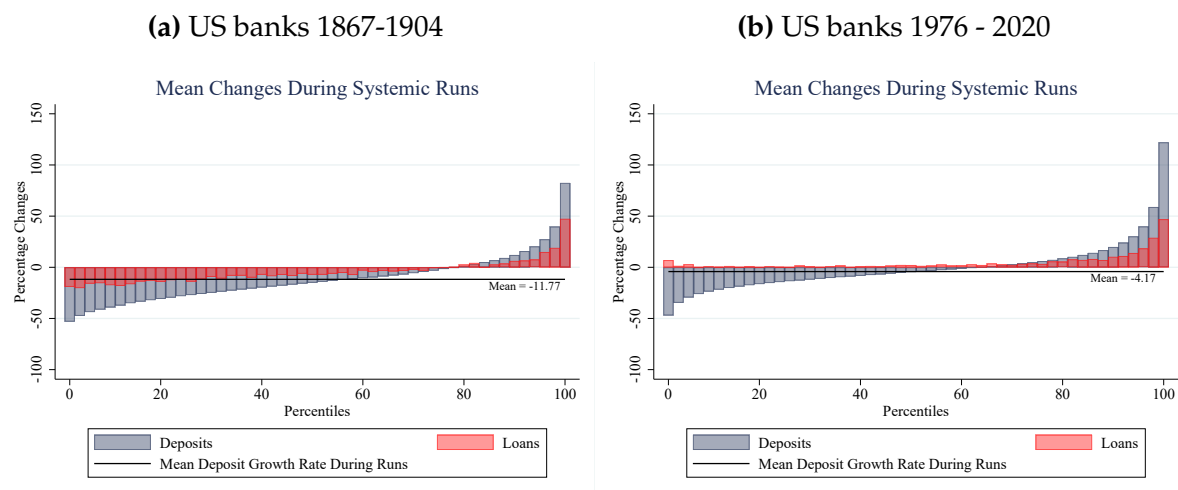 (a) US banks 1867-1904
Mean Changes During Systemic Runs
Percentage Changes
150
100
50
0
-50
-100
Mean = -11.77
0 20 40 60 80 100
Percentiles
Deposits Loans
Mean Deposit Growth Rate During Runs
(b) US banks 1976 - 2020
Mean Changes During Systemic Runs
Percentage Changes
150
100
50
0
-50
-100
Mean = -4.17
0 20 40 60 80 100
Percentiles
Deposits Loans
Mean Deposit Growth Rate During Runs